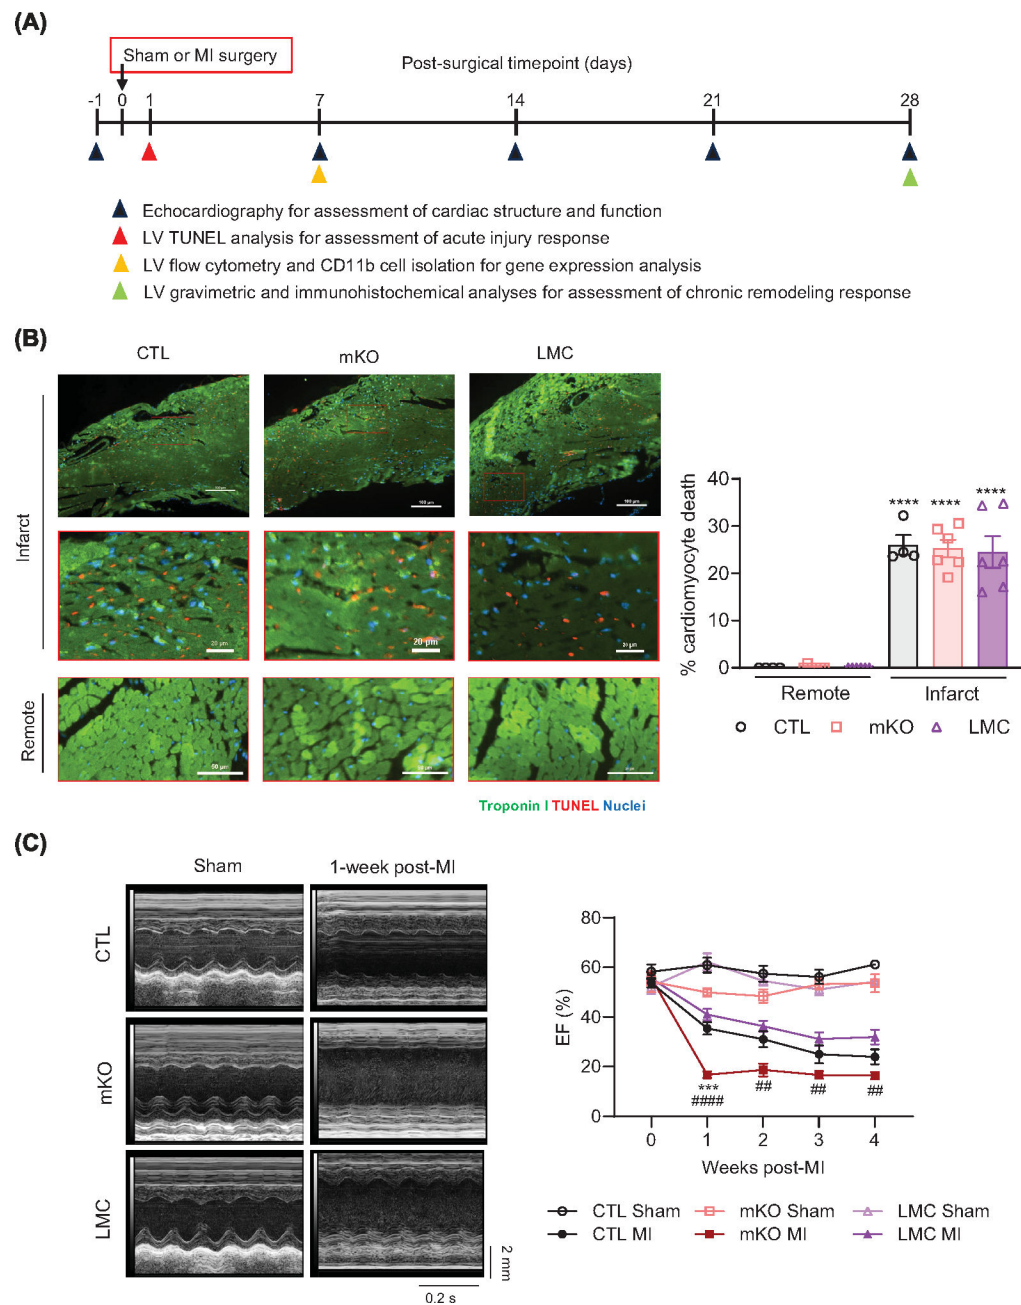 (A)
Sham or MI surgery
Post-surgical timepoint (days)
-1 0 1 7 14 21 28
Echocardiography for assessment of cardiac structure and function
LV TUNEL analysis for assessment of acute injury response
LV flow cytometry and CD11b cell isolation for gene expression analysis
LV gravimetric and immunohistochemical analyses for assessment of chronic remodeling response
(B)
CTL mKO LMC
Infarct
100 µm 100 µm
20 µm 20 µm
Remote
50 µm
Troponin I TUNEL Nuclei
% cardiomyocyte death
40
30
20
10
0
**** **** ****
Remote Infarct
CTL mKO LMC
(C)
Sham 1-week post-MI
CTL
mKO
LMC
2 mm
0.2 s
EF (%)
80
60
40
20
0
*** ## ## ##
####
0 1 2 3 4
Weeks post-MI
CTL Sham mKO Sham LMC Sham
CTL MI mKO MI LMC MI